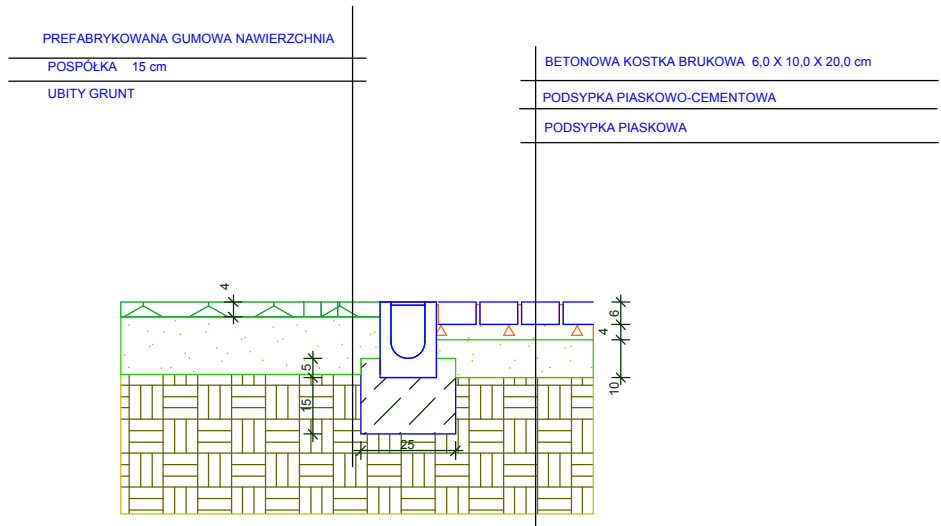 PREFABRYKOWANA GUMOWA NAWIERZCHNIA
POSPÓŁKA 15 cm
UBITY GRUNT
BETONOWA KOSTKA BRUKOWA 6,0 X 10,0 X 20,0 cm
PODSYPKA PIASKOWO-CEMENTOWA
PODSYPKA PIASKOWA
4
6
4
10
5
15
25